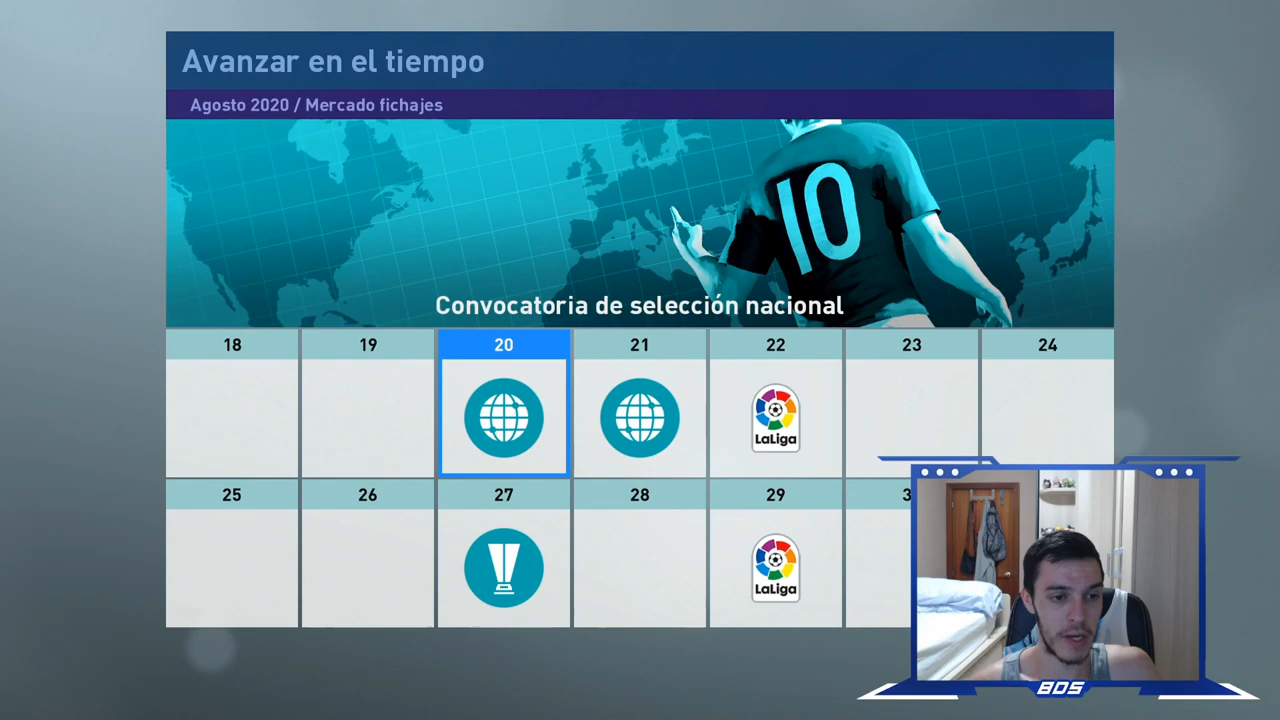 Avanzar en el tiempo
Agosto 2020 / Mercado fichajes
10
Convocatoria de selección nacional
18 19 20 21 22 23 24
LaLiga
25 26 27 28 29
LaLiga
BDS